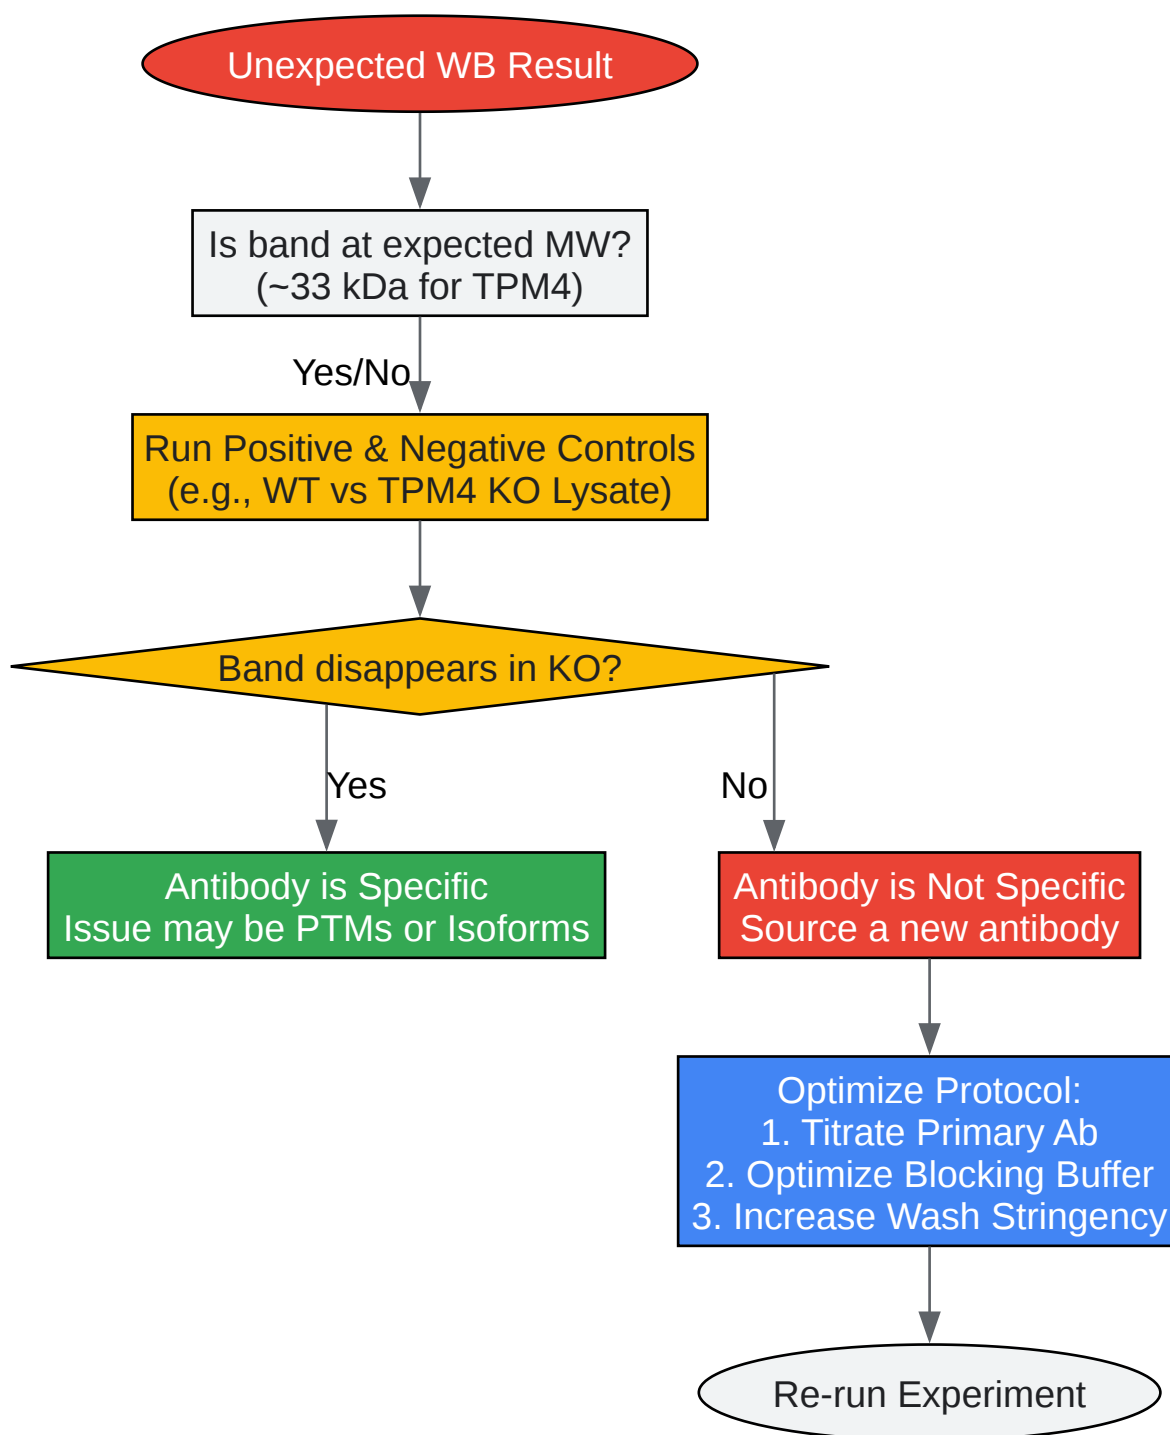 Unexpected WB Result
Is band at expected MW?
(~33 kDa for TPM4)
Yes/No
Run Positive & Negative Controls
(e.g., WT vs TPM4 KO Lysate)
Band disappears in KO?
Yes
No
Antibody is Specific
Issue may be PTMs or Isoforms
Antibody is Not Specific
Source a new antibody
Optimize Protocol:
1. Titrate Primary Ab
2. Optimize Blocking Buffer
3. Increase Wash Stringency
Re-run Experiment